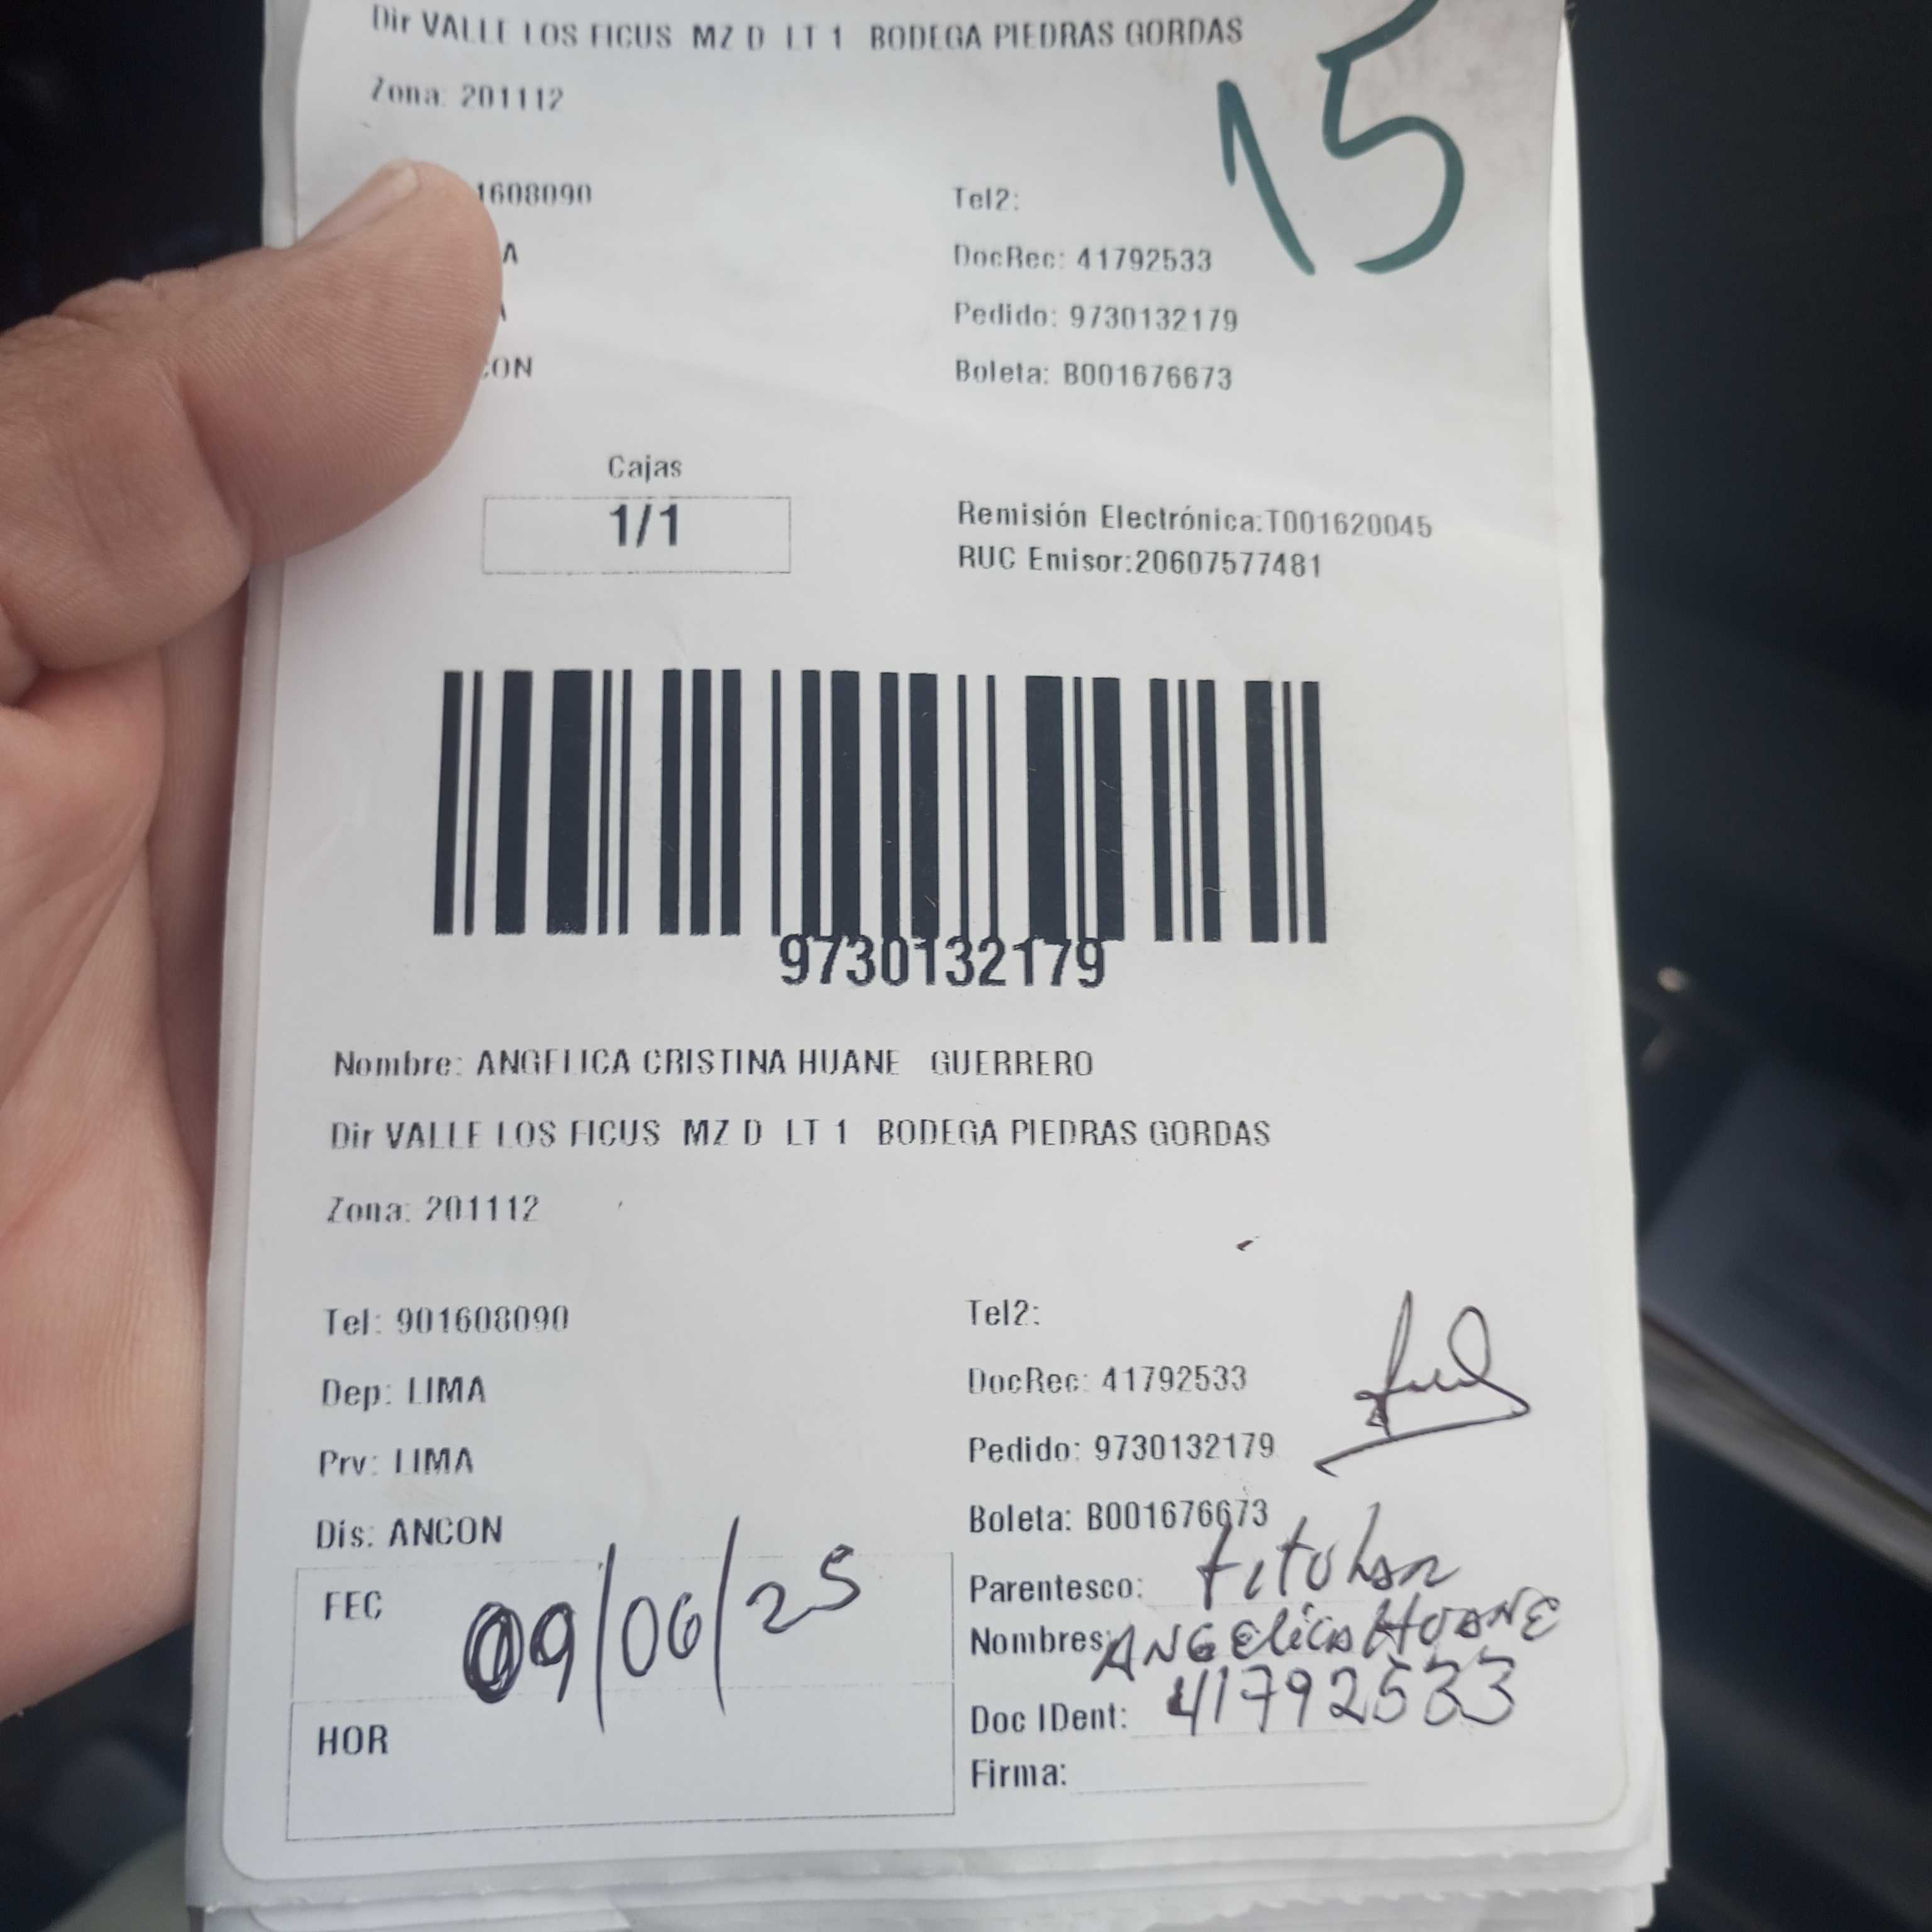 Dir VALLE LOS FICUS MZ D LT 1 BODEGA PIEDRAS GORDAS
15
Zona: 201112
1608090
Tel2:
A
DocRec: 41792533
A
Pedido: 9730132179
CON
Boleta: B001676673
Cajas
1/1
Remisión Electrónica:T001620045
RUC Emisor:20607577481
9730132179
Nombre: ANGELICA CRISTINA HUANE GUERRERO
Dir VALLE LOS FICUS MZ D LT 1 BODEGA PIEDRAS GORDAS
Zona: 201112
Tel: 901608090
Tel2:
Dep: LIMA
DocRec: 41792533
Prv: LIMA
Pedido: 9730132179
Dis: ANCON
Boleta: B001676673
FEC 09/06/25
Parentesco: titular
Nombres: ANGElicA HUANE
HOR
Doc IDent: 41792533
Firma: